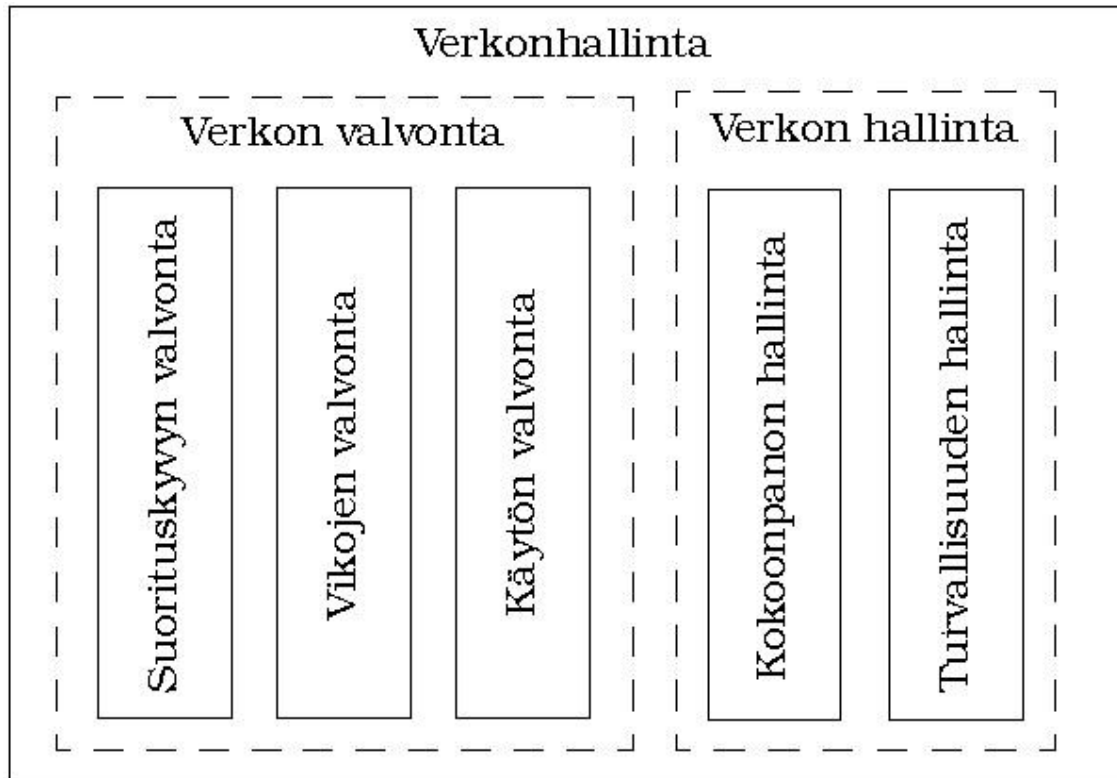 Verkonhallinta
Verkon valvonta
Suorituskyvyn valvonta
Vikojen valvonta
Käytön valvonta
Verkon hallinta
Kokoonpanon hallinta
Turvallisuuden hallinta